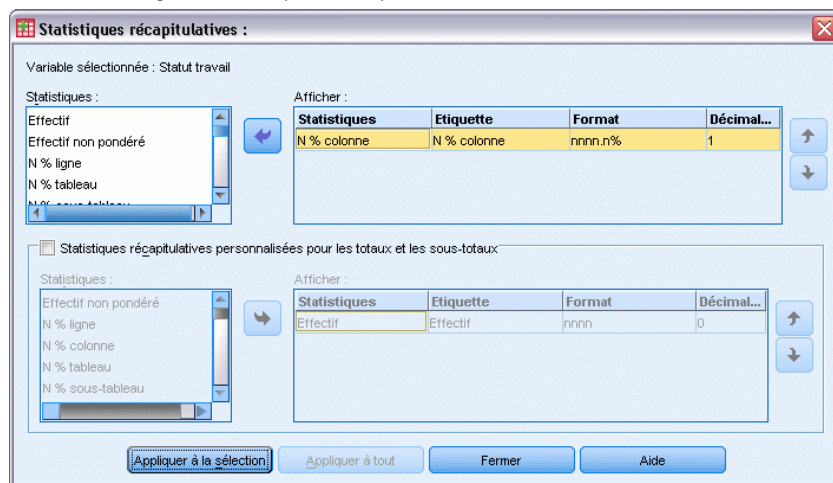 Statistiques récapitulatives :
Variable sélectionnée : Statut travail
Statistiques :
Afficher :
Effectif
Effectif non pondéré
N % ligne
N % tableau
N % sous-tableau
Statistiques Etiquette Format Décimal...
N % colonne N % colonne nnnn.n% 1
Statistiques récapitulatives personnalisées pour les totaux et les sous-totaux
Statistiques :
Afficher :
Effectif non pondéré
N % ligne
N % colonne
N % tableau
N % sous-tableau
Statistiques Etiquette Format Décimal...
Effectif Effectif nnnn 0
Appliquer à la sélection Appliquer à tout Fermer Aide